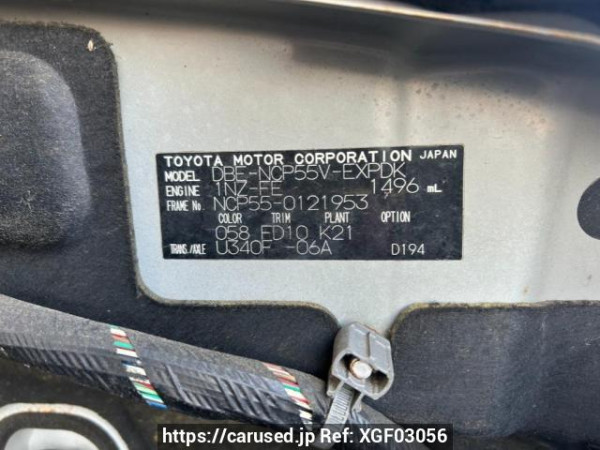 TOYOTA MOTOR CORPORATION JAPAN
MODEL DBE-NCP55V-EXPDK
ENGINE 1NZ-FE 1496 mL
FRAME No. NCP55-0121953
COLOR TRIM PLANT OPTION
058 FD10 K21
TRANS./AXLE U340F -06A D194
https://carused.jp Ref: XGF03056